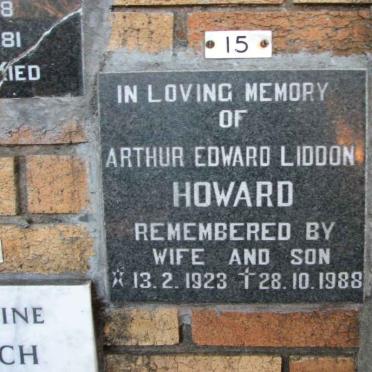 8
81
IED
15
IN LOVING MEMORY
OF
ARTHUR EDWARD LIDDON
HOWARD
REMEMBERED BY
WIFE AND SON
☆ 13.2.1923 ✝ 28.10.1988
INE
CH